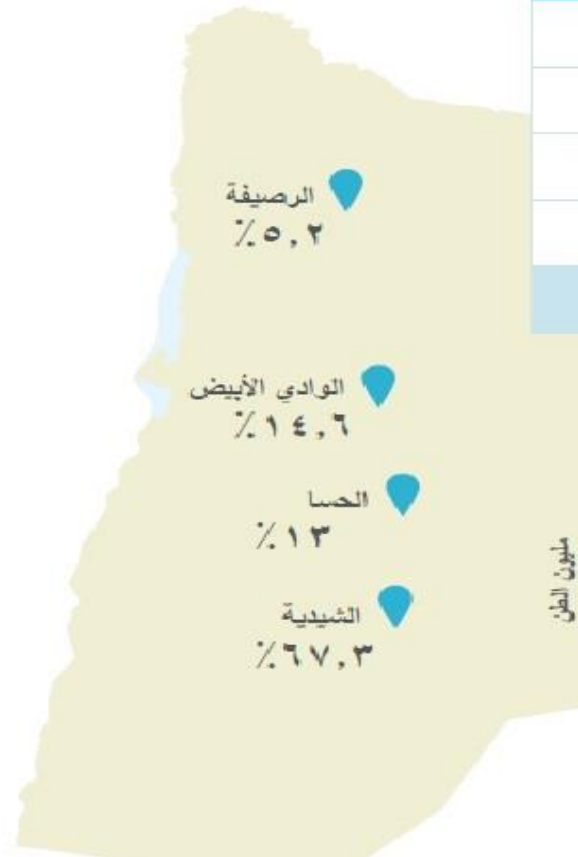 الرصيفة
٥,٢٪
الوادي الأبيض
١٤,٦٪
الحسا
١٣٪
الشيدية
٦٧,٣٪
مليون الطن